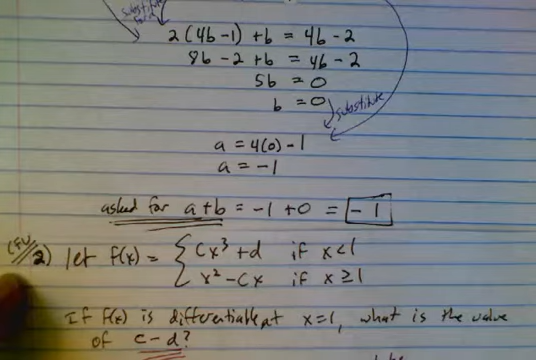 substitute for a
2(4b-1) + b = 4b - 2
8b - 2 + b = 4b - 2
5b = 0
b = 0
substitute
a = 4(0) - 1
a = -1
asked for a+b = -1 + 0 = -1
2) let f(x) = { cx³ + d if x < 1
x² - cx if x ≥ 1
If f(x) is differentiable at x=1, what is the value
of c-d?